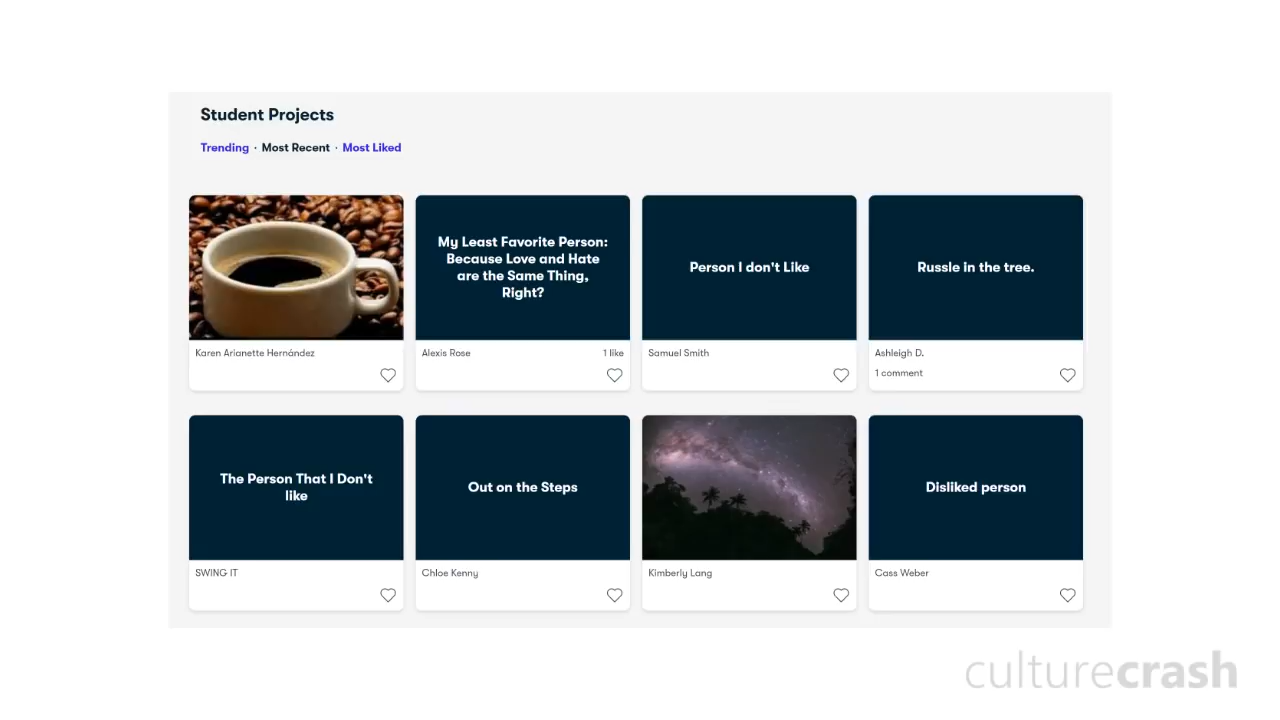 Student Projects
Trending · Most Recent · Most Liked
My Least Favorite Person:
Because Love and Hate
are the Same Thing,
Right?
Person I don't Like
Russle in the tree.
Karen Arianette Hernández
Alexis Rose
1 like
Samuel Smith
Ashleigh D.
1 comment
The Person That I Don't
like
Out on the Steps
Disliked person
SWING IT
Chloe Kenny
Kimberly Lang
Cass Weber
culturecrash